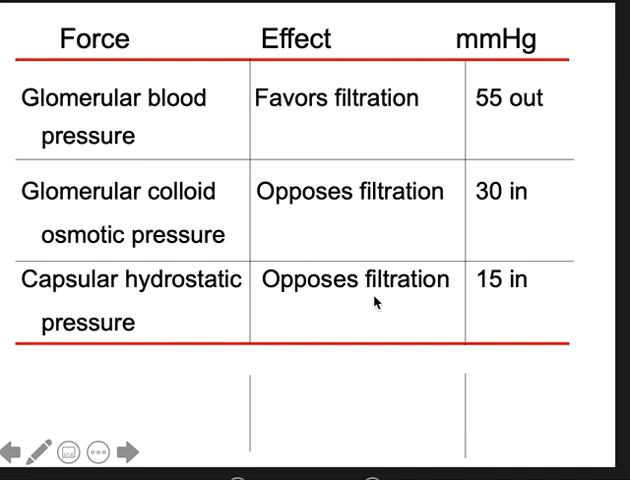 Force Effect mmHg
Glomerular blood Favors filtration 55 out
pressure
Glomerular colloid Opposes filtration 30 in
osmotic pressure
Capsular hydrostatic Opposes filtration 15 in
pressure